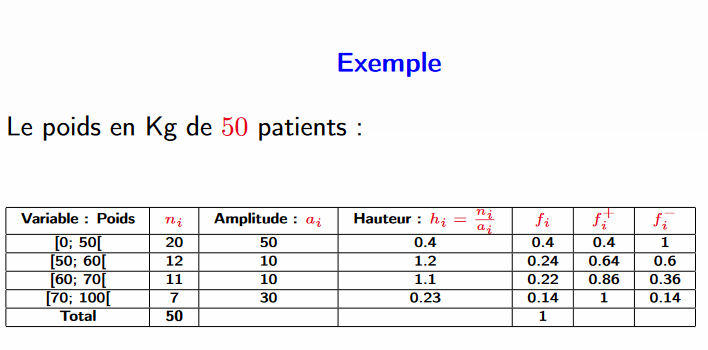 Exemple
Le poids en Kg de 50 patients :
Variable : Poids n_i Amplitude : a_i Hauteur : h_i = n_i/a_i f_i f_i^+ f_i^-
[0; 50[ 20 50 0.4 0.4 0.4 1
[50; 60[ 12 10 1.2 0.24 0.64 0.6
[60; 70[ 11 10 1.1 0.22 0.86 0.36
[70; 100[ 7 30 0.23 0.14 1 0.14
Total 50 1